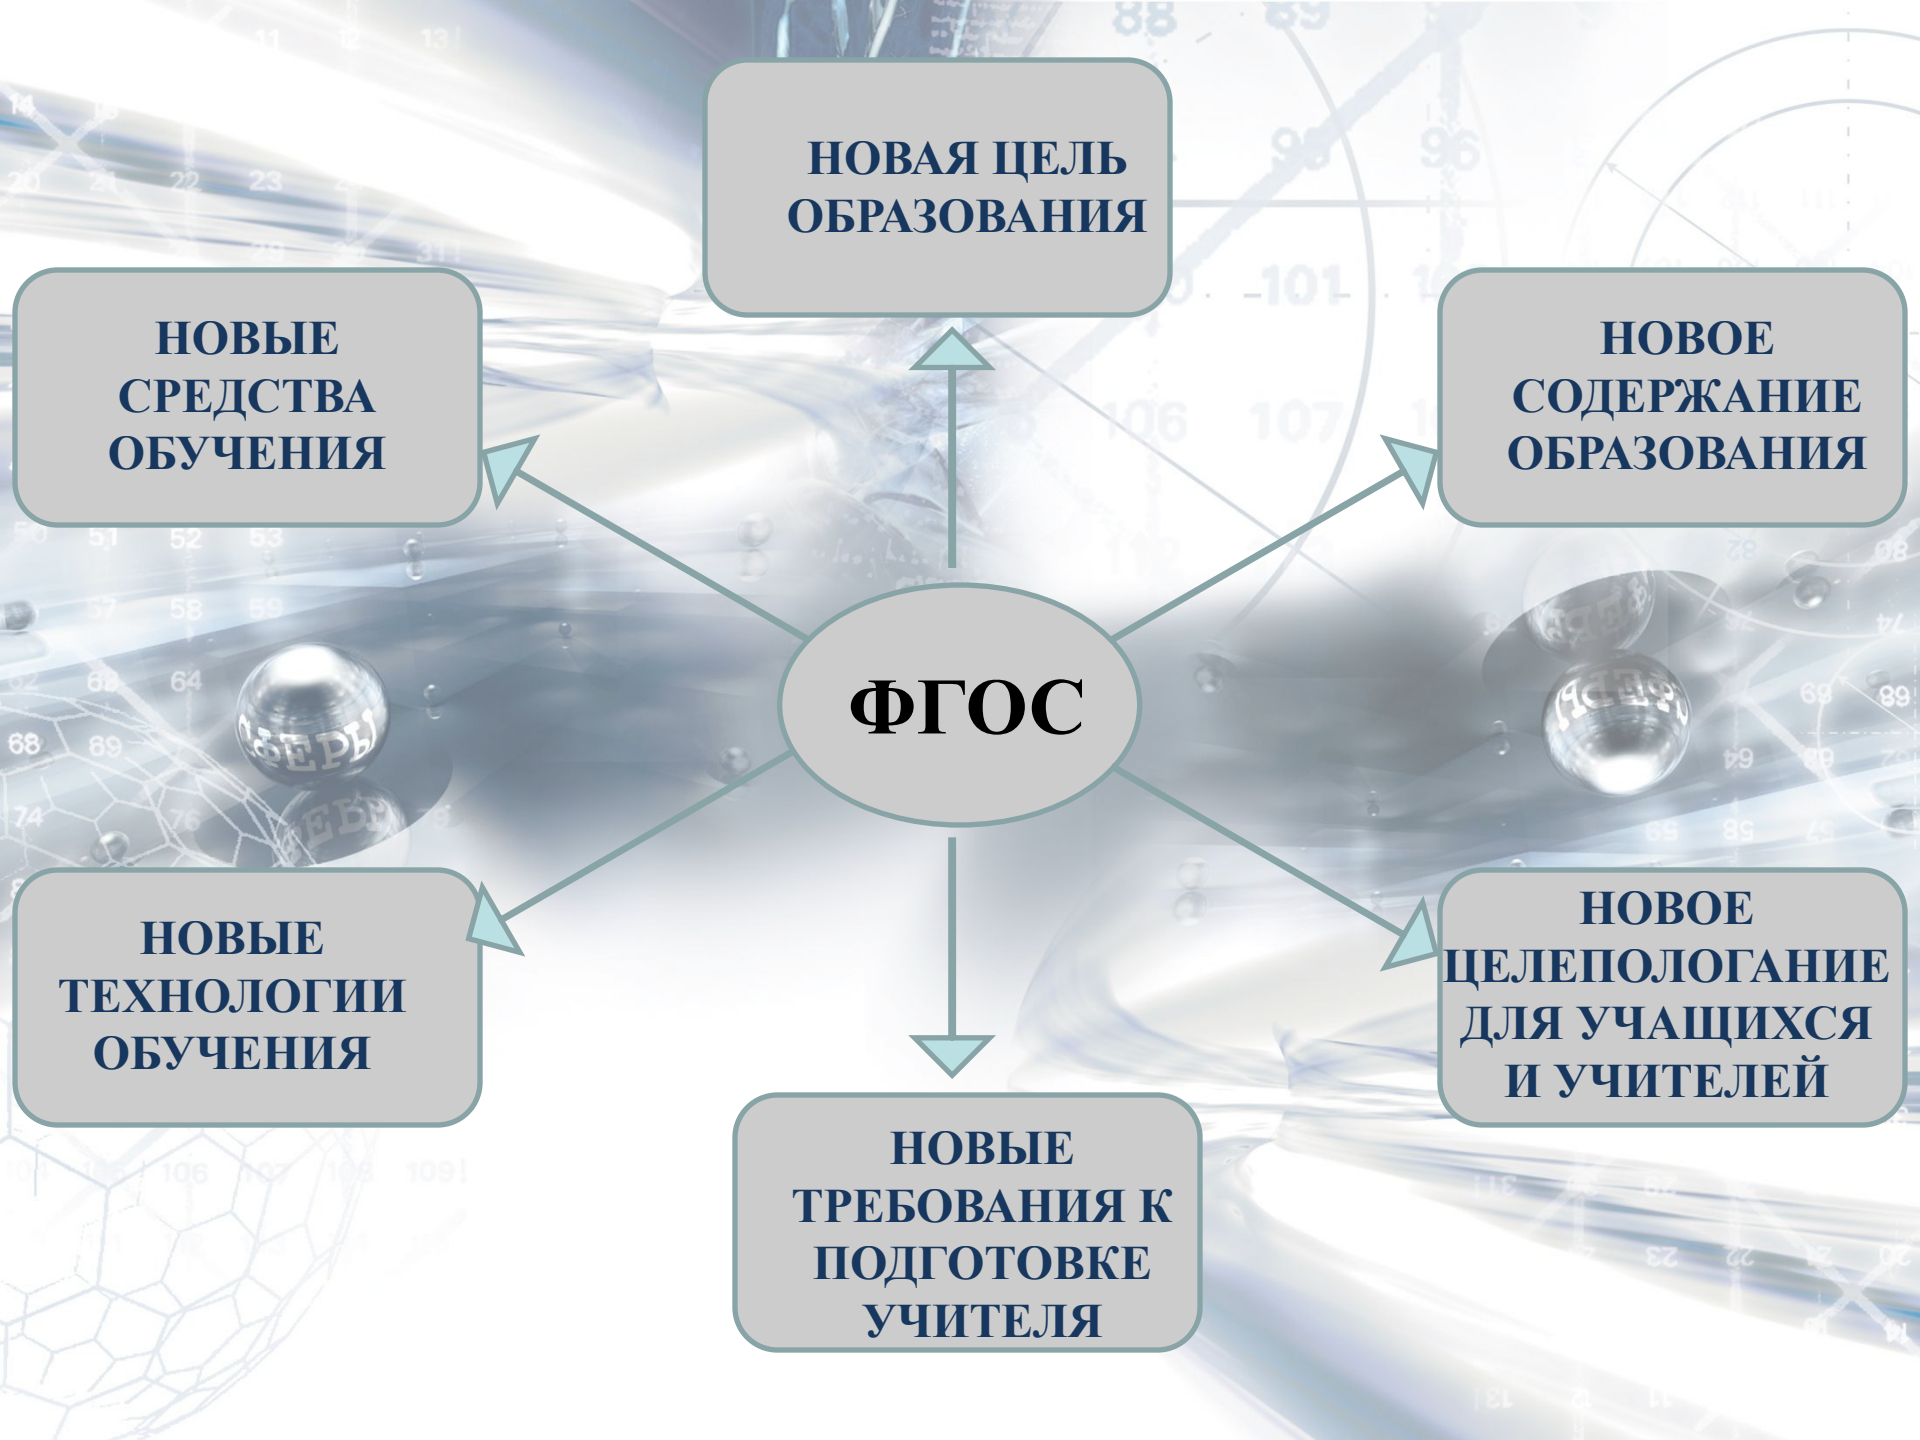 НОВАЯ ЦЕЛЬ
ОБРАЗОВАНИЯ
НОВЫЕ
СРЕДСТВА
ОБУЧЕНИЯ
НОВОЕ
СОДЕРЖАНИЕ
ОБРАЗОВАНИЯ
ФГОС
НОВЫЕ
ТЕХНОЛОГИИ
ОБУЧЕНИЯ
НОВОЕ
ЦЕЛЕПОЛОГАНИЕ
ДЛЯ УЧАЩИХСЯ
И УЧИТЕЛЕЙ
НОВЫЕ
ТРЕБОВАНИЯ К
ПОДГОТОВКЕ
УЧИТЕЛЯ